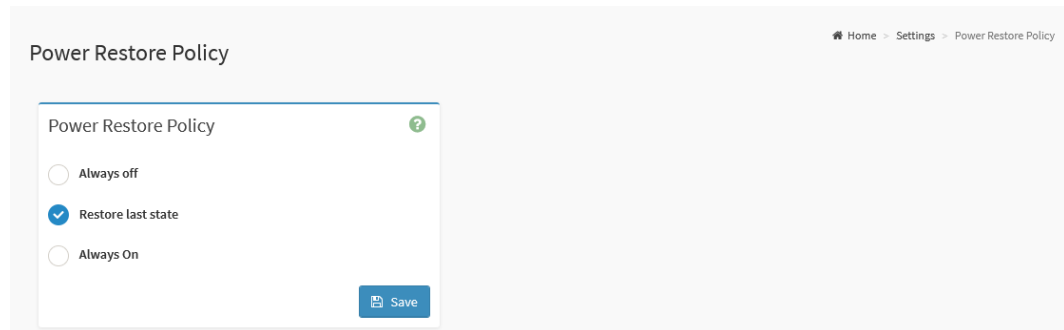 Home > Settings > Power Restore Policy
Power Restore Policy
Power Restore Policy
Always off
Restore last state
Always On
Save